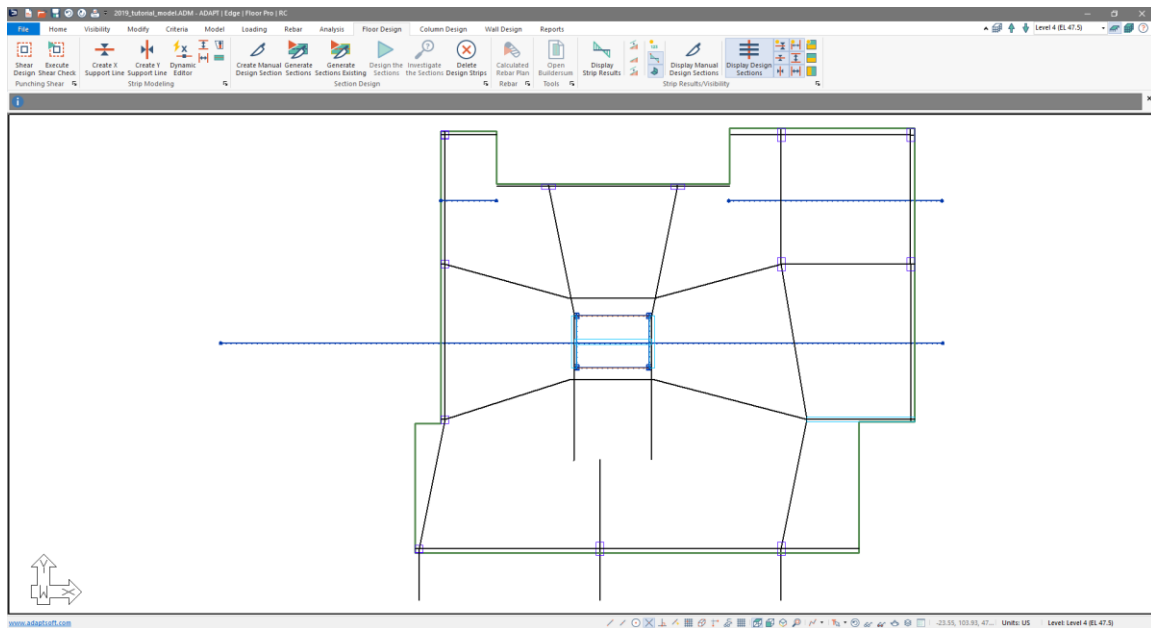 2019_tutorial_model.ADM - ADAPT | Edge | Floor Pro | RC
File Home Visibility Modify Criteria Model Loading Rebar Analysis Floor Design Column Design Wall Design Reports Level 4 (EL 47.5)
Shear Execute Create X Create Y Dynamic Create Manual Generate Generate Design the Investigate Delete Calculated Open Display Display Manual Display Design
Design Shear Check Support Line Support Line Editor Design Section Sections Sections Existing Sections the Sections Design Strips Rebar Plan Buildersum Strip Results Design Sections Sections
Punching Shear Strip Modeling Section Design Rebar Tools Strip Results/Visibility
Y
W X
www.adaptsoft.com -23.55, 103.93, 47... Units: US Level: Level 4 (EL 47.5)